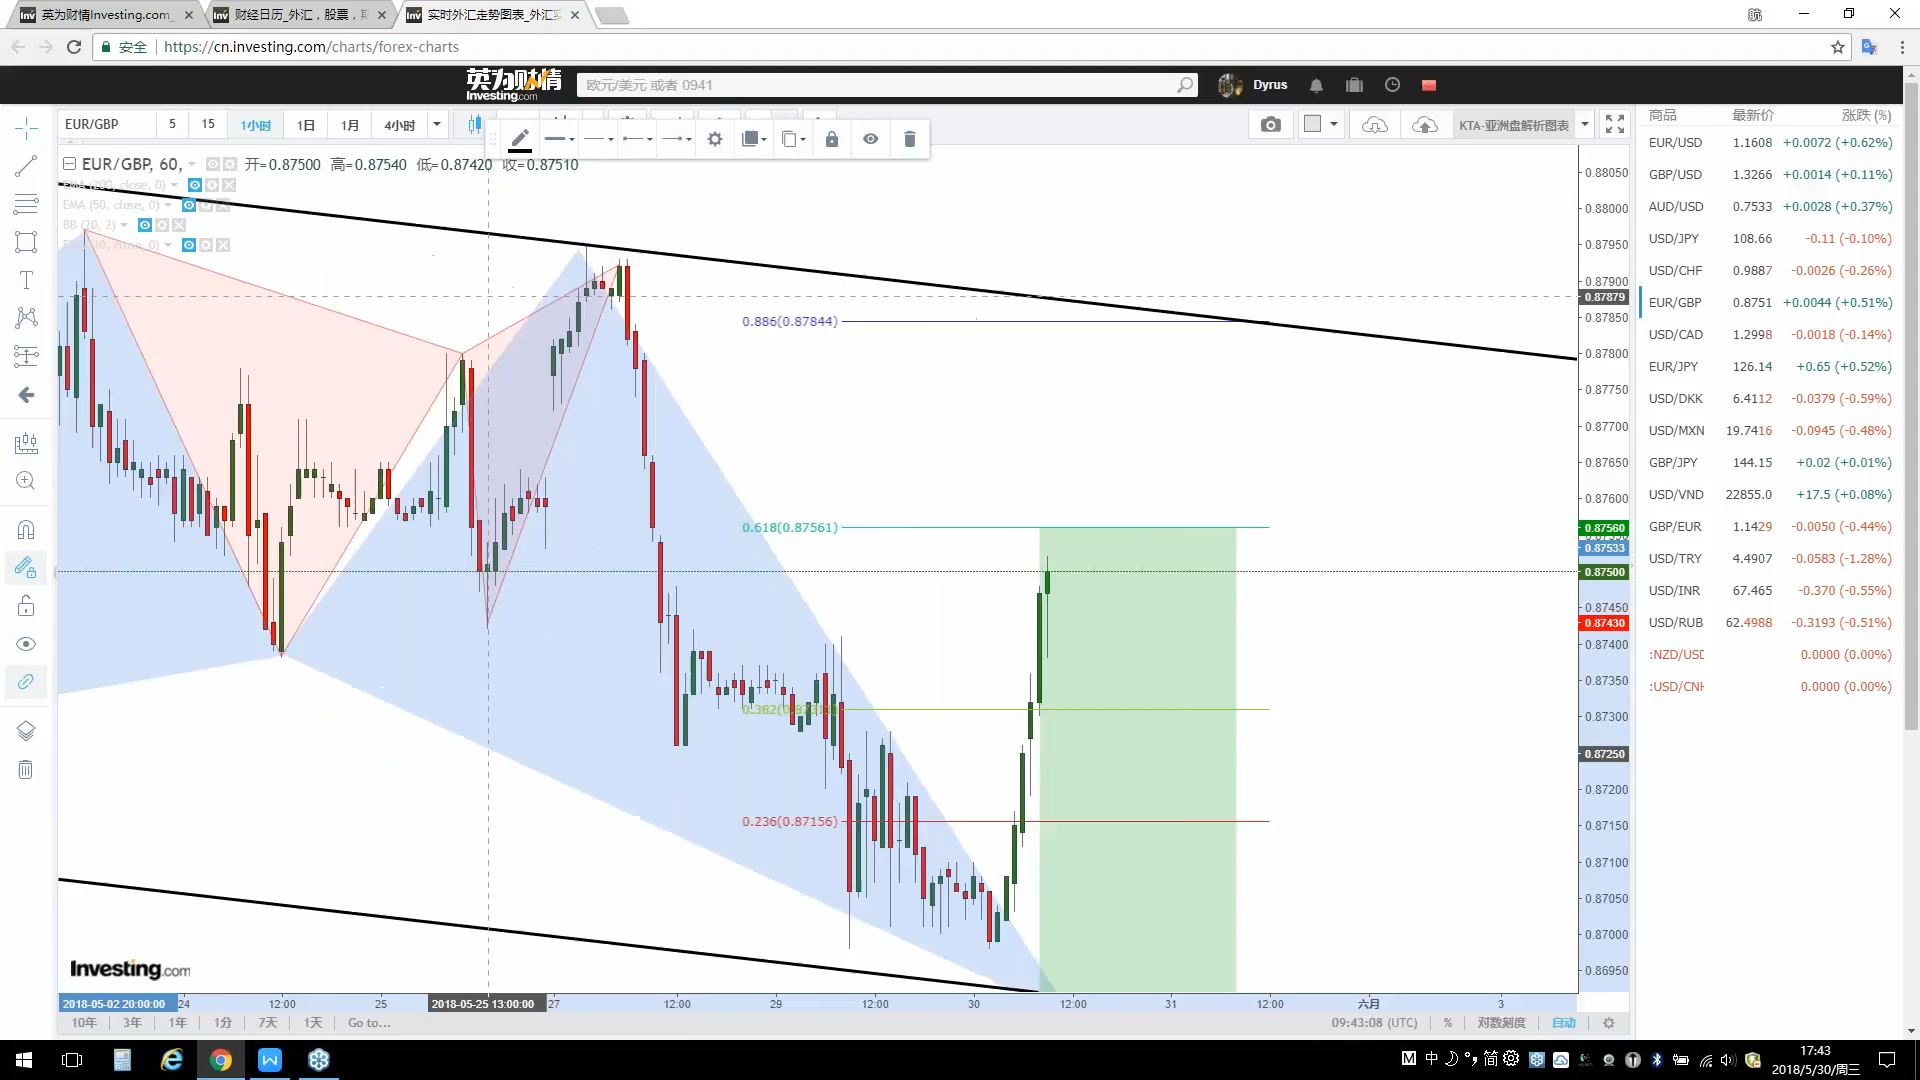 英为财情Investing.com_
财经日历_外汇，股票，期
实时外汇走势图表_外汇实
航
安全 https://cn.investing.com/charts/forex-charts
英为财情
Investing.com
欧元/美元 或者 0941
Dyrus
EUR/GBP 5 15 1小时 1日 1月 4小时
KTA-亚洲盘解析图表
EUR/GBP, 60,
开=0.87500 高=0.87540 低=0.87420 收=0.87510
EMA (200, close, 0)
EMA (50, close, 0)
BB (20, 2)
0.886(0.87844)
0.618(0.87561)
0.236(0.87156)
0.88050
0.88000
0.87950
0.87900
0.87879
0.87850
0.87800
0.87750
0.87700
0.87650
0.87600
0.87560
0.87533
0.87500
0.87450
0.87430
0.87400
0.87350
0.87300
0.87250
0.87200
0.87150
0.87100
0.87050
0.87000
0.86950
Investing.com
2018-05-02 20:00:00 24 12:00 25 2018-05-25 13:00:00 27 12:00 29 12:00 30 12:00 31 12:00 六月 3
10年 3年 1年 1分 7天 1天 Go to...
09:43:08 (UTC) % 对数刻度 自动
商品 最新价 涨跌 (%)
EUR/USD 1.1608 +0.0072 (+0.62%)
GBP/USD 1.3266 +0.0014 (+0.11%)
AUD/USD 0.7533 +0.0028 (+0.37%)
USD/JPY 108.66 -0.11 (-0.10%)
USD/CHF 0.9887 -0.0026 (-0.26%)
EUR/GBP 0.8751 +0.0044 (+0.51%)
USD/CAD 1.2998 -0.0018 (-0.14%)
EUR/JPY 126.14 +0.65 (+0.52%)
USD/DKK 6.4112 -0.0379 (-0.59%)
USD/MXN 19.7416 -0.0945 (-0.48%)
GBP/JPY 144.15 +0.02 (+0.01%)
USD/VND 22855.0 +17.5 (+0.08%)
GBP/EUR 1.1429 -0.0050 (-0.44%)
USD/TRY 4.4907 -0.0583 (-1.28%)
USD/INR 67.465 -0.370 (-0.55%)
USD/RUB 62.4988 -0.3193 (-0.51%)
:NZD/USD 0.0000 (0.00%)
:USD/CNH 0.0000 (0.00%)
M 中 简
17:43
2018/5/30/周三